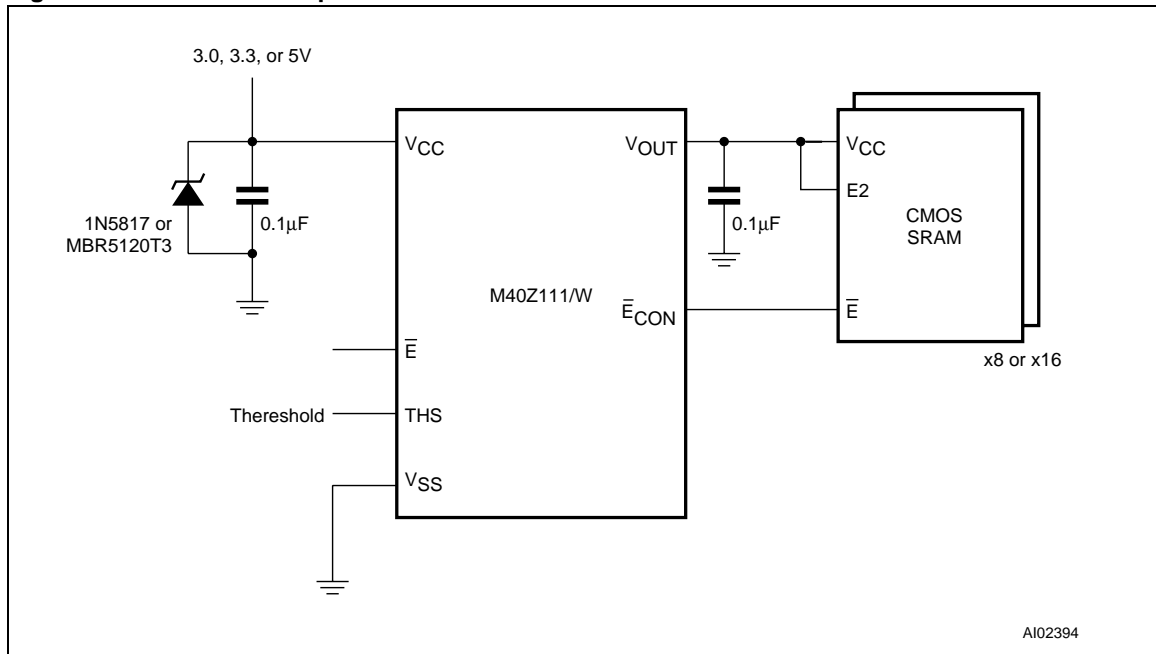 3.0, 3.3, or 5V
VCC
VOUT
VCC
E2
CMOS
SRAM
1N5817 or
MBR5120T3
0.1μF
0.1μF
M40Z111/W
E̅CON
E̅
x8 or x16
E̅
Thereshold
THS
VSS
AI02394